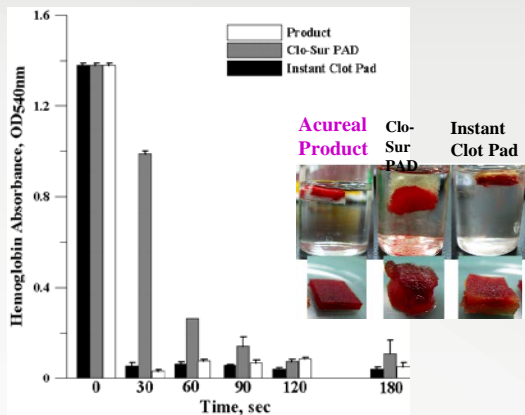 Product
Clo-Sur PAD
Instant Clot Pad
Hemoglobin Absorbance, OD540nm
1.6
1.2
0.8
0.4
0
0 30 60 90 120 180
Time, sec
Acureal
Product
Clo-
Sur
PAD
Instant
Clot Pad